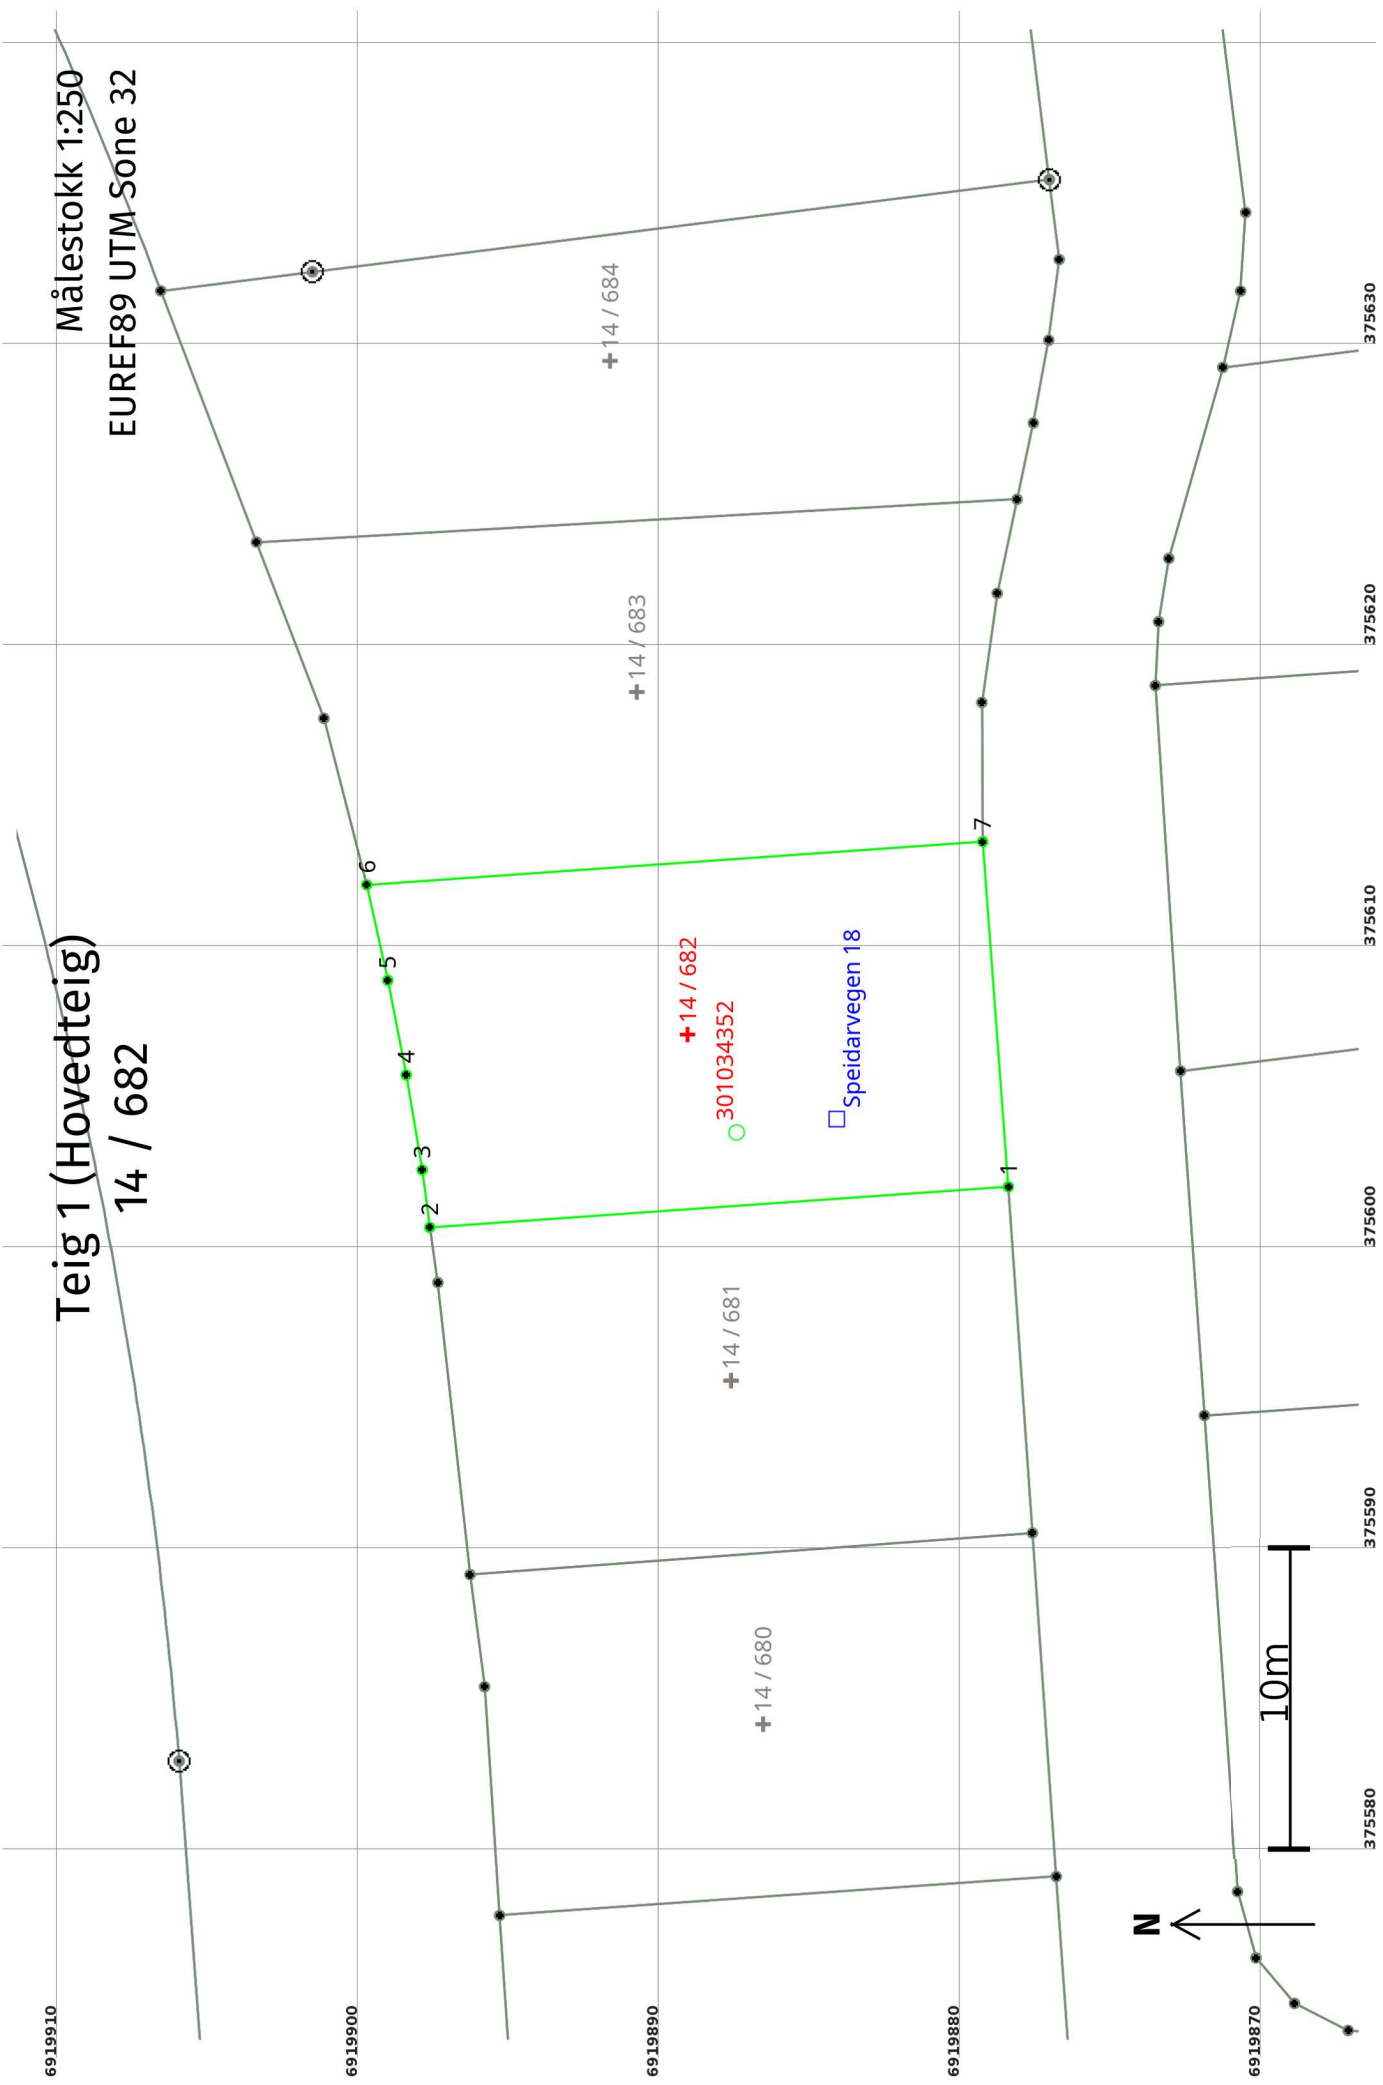 Målestokk 1:250
EUREF89 UTM Sone 32
Teig 1 (Hovedteig)
14 / 682
6
5
4
3
2
7
1
14 / 680
14 / 681
14 / 682
301034352
Speidarvegen 18
14 / 683
14 / 684
N
10m
6919910
6919900
6919890
6919880
6919870
375580
375590
375600
375610
375620
375630